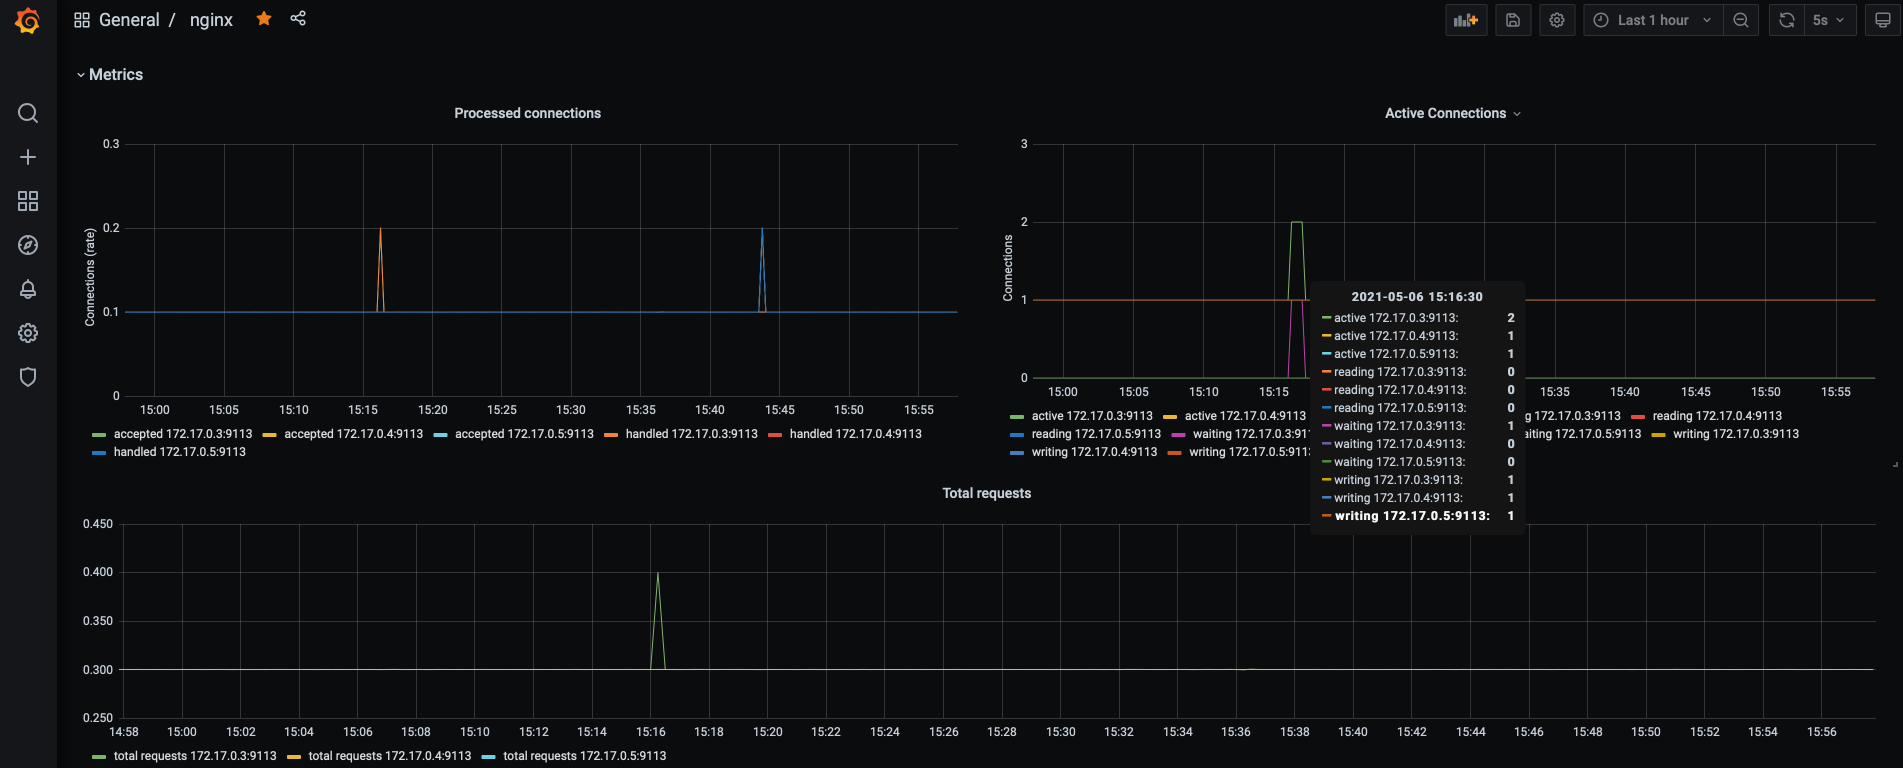 General / nginx
Last 1 hour
5s
Metrics
Processed connections
Connections (rate)
0.3
0.2
0.1
0
15:00 15:05 15:10 15:15 15:20 15:25 15:30 15:35 15:40 15:45 15:50 15:55
accepted 172.17.0.3:9113 accepted 172.17.0.4:9113 accepted 172.17.0.5:9113 handled 172.17.0.3:9113 handled 172.17.0.4:9113
handled 172.17.0.5:9113
Active Connections
Connections
3
2
1
0
15:00 15:05 15:10 15:15 15:35 15:40 15:45 15:50 15:55
active 172.17.0.3:9113 active 172.17.0.4:9113 g 172.17.0.3:9113 reading 172.17.0.4:9113
reading 172.17.0.5:9113 waiting 172.17.0.3:911 aiting 172.17.0.5:9113 writing 172.17.0.3:9113
writing 172.17.0.4:9113 writing 172.17.0.5:911
2021-05-06 15:16:30
active 172.17.0.3:9113: 2
active 172.17.0.4:9113: 1
active 172.17.0.5:9113: 1
reading 172.17.0.3:9113: 0
reading 172.17.0.4:9113: 0
reading 172.17.0.5:9113: 0
waiting 172.17.0.3:9113: 1
waiting 172.17.0.4:9113: 0
waiting 172.17.0.5:9113: 0
writing 172.17.0.3:9113: 1
writing 172.17.0.4:9113: 1
writing 172.17.0.5:9113: 1
Total requests
0.450
0.400
0.350
0.300
0.250
14:58 15:00 15:02 15:04 15:06 15:08 15:10 15:12 15:14 15:16 15:18 15:20 15:22 15:24 15:26 15:28 15:30 15:32 15:34 15:36 15:38 15:40 15:42 15:44 15:46 15:48 15:50 15:52 15:54 15:56
total requests 172.17.0.3:9113 total requests 172.17.0.4:9113 total requests 172.17.0.5:9113